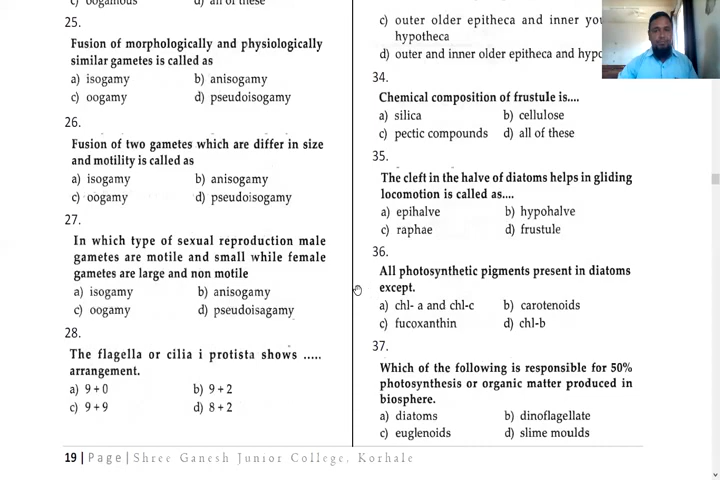 c) oogamous d) all of these
25.
Fusion of morphologically and physiologically
similar gametes is called as
a) isogamy b) anisogamy
c) oogamy d) pseudoisogamy
26.
Fusion of two gametes which are differ in size
and motility is called as
a) isogamy b) anisogamy
c) oogamy d) pseudoisogamy
27.
In which type of sexual reproduction male
gametes are motile and small while female
gametes are large and non motile
a) isogamy b) anisogamy
c) oogamy d) pseudoisagamy
28.
The flagella or cilia i protista shows .....
arrangement.
a) 9 + 0 b) 9 + 2
c) 9 + 9 d) 8 + 2
19 | Page | Shree Ganesh Junior College, Korhale
c) outer older epitheca and inner
hypotheca
d) outer and inner older epitheca and
34.
Chemical composition of frustule is....
a) silica b) cellulose
c) pectic compounds d) all of these
35.
The cleft in the halve of diatoms helps in gliding
locomotion is called as....
a) epihalve b) hypohalve
c) raphae d) frustule
36.
All photosynthetic pigments present in diatoms
except.
a) chl- a and chl-c b) carotenoids
c) fucoxanthin d) chl-b
37.
Which of the following is responsible for 50%
photosynthesis or organic matter produced in
biosphere.
a) diatoms b) dinoflagellate
c) euglenoids d) slime moulds